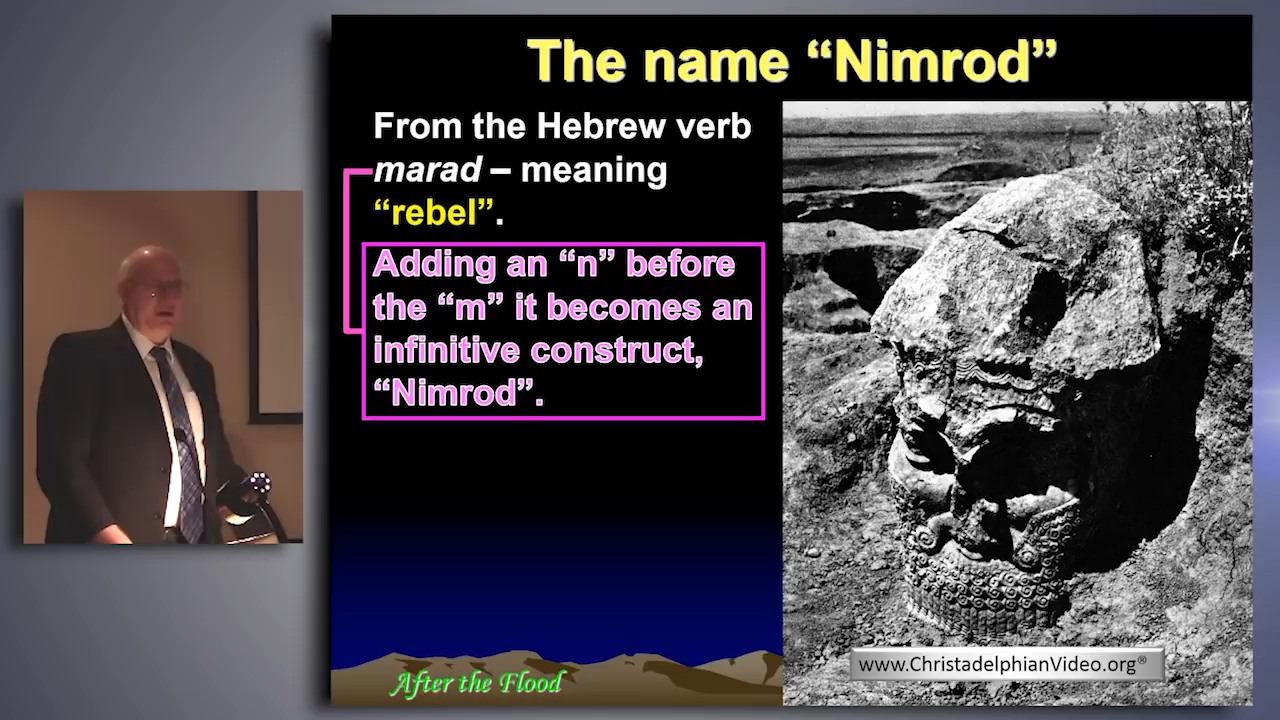 The name “Nimrod”
From the Hebrew verb
marad – meaning
“rebel”.
Adding an “n” before
the “m” it becomes an
infinitive construct,
“Nimrod”.
After the Flood
www.ChristadelphianVideo.org®